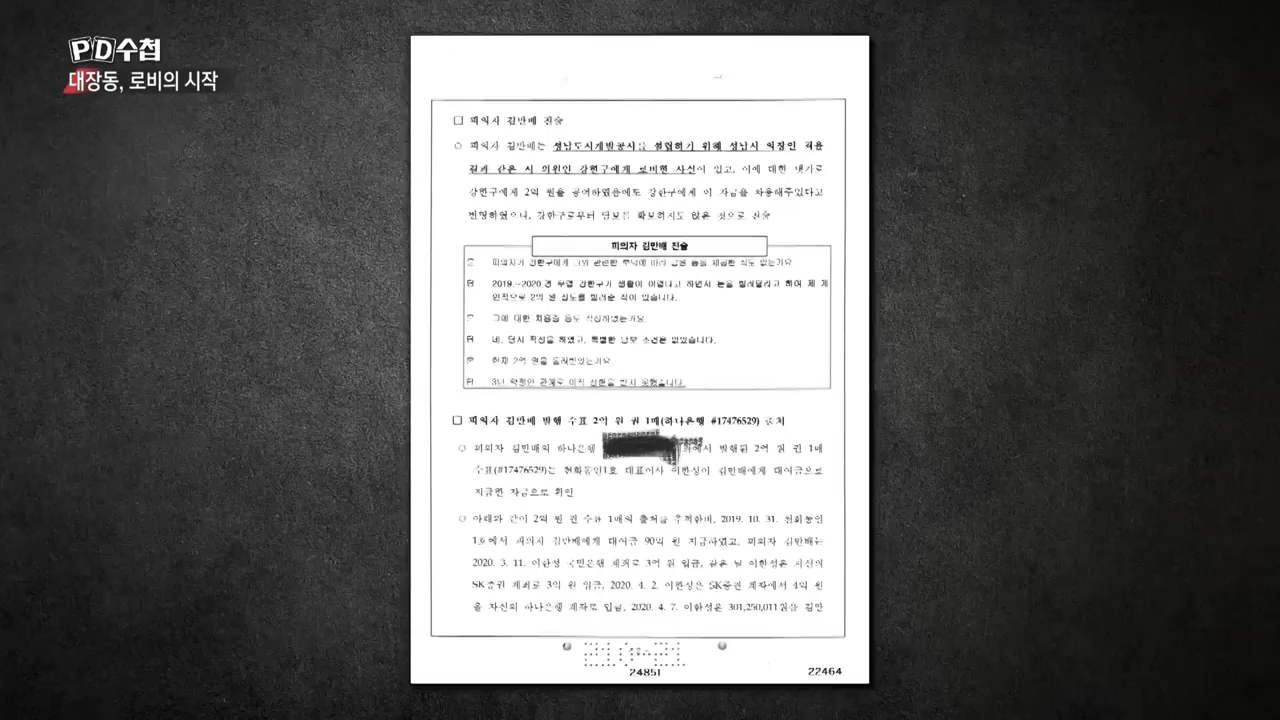 PD수첩
대장동, 로비의 시작
□ 피의자 김만배 진술
○ 피의자 김만배는 성남도시개발공사를 설립하기 위해 성남시 의장인 최윤
길과 같은 시 의원인 강한구에게 로비한 사실이 있고, 이에 대한 댓가로
강한구에게 2억 원을 공여하였음에도 강한구에게 이 자금을 차용해주었다고
변명하였으나, 강한구로부터 담보를 확보하지도 않은 것으로 진술
피의자 김만배 진술
문 피의자가 강한구에게 그와 관련한 부탁에 따라 금원 등을 제공한 적도 없는가요.
답 2019.~2020.경 무렵 강한구가 생활이 어렵다고 하면서 돈을 빌려달라고 하여 제 개
인적으로 2억 원 정도를 빌려준 적이 있습니다.
문 그에 대한 차용증 등도 작성하였는가요.
답 네, 당시 작성을 하였고, 특별한 담보 조건은 없었습니다.
문 현재 2억 원을 돌려받았는가요.
답 3년 약정인 관계로 아직 상환을 받지 못했습니다.
□ 피의자 김만배 발행 수표 2억 원 권 1매(하나은행 #17476529) 출처
○ 피의자 김만배의 하나은행 계좌에서 발행된 2억 원 권 1매
수표(#17476529)는 천화동인1호 대표이사 이한성이 김만배에게 대여금으로
지급한 자금으로 확인
○ 아래와 같이 2억 원 권 수표 1매의 출처를 추적한바, 2019. 10. 31. 천화동인
1호에서 피의자 김만배에게 대여금 90억 원 지급하였고, 피의자 김만배는
2020. 3. 11. 이한성 국민은행 계좌로 3억 원 입금, 같은 날 이한성은 자신의
SK증권 계좌로 3억 원 입금, 2020. 4. 2. 이한성은 SK증권 계좌에서 4억 원
을 자신의 하나은행 계좌로 입금, 2020. 4. 7. 이한성은 301,250,011원을 김만
24851
22464